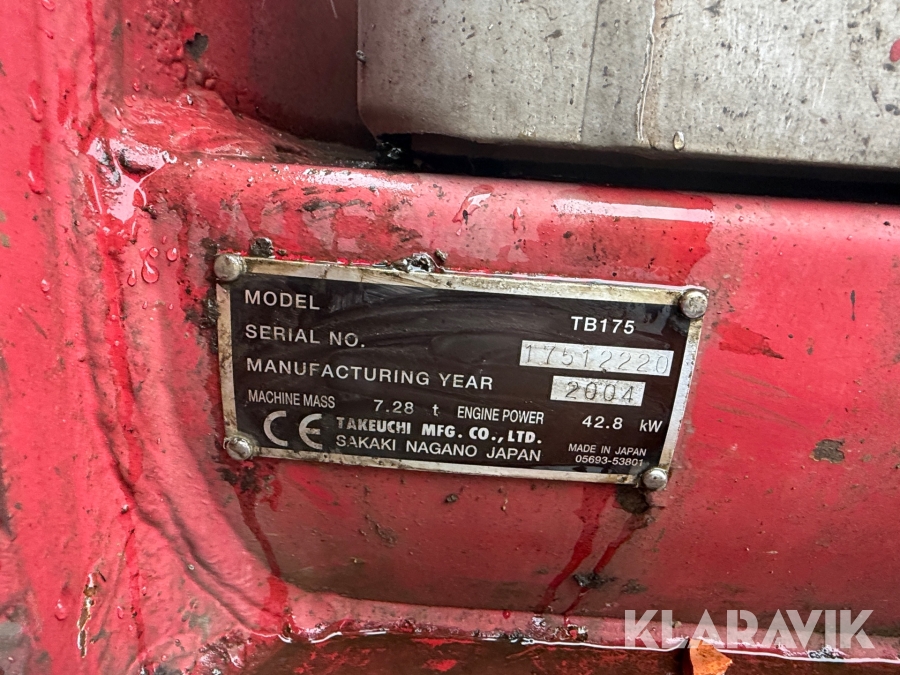 MODEL TB175
SERIAL NO. 17512220
MANUFACTURING YEAR 2004
MACHINE MASS 7.28 t ENGINE POWER 42.8 kW
CE TAKEUCHI MFG. CO., LTD.
SAKAKI NAGANO JAPAN
MADE IN JAPAN
05693-53801
KLARAVIK